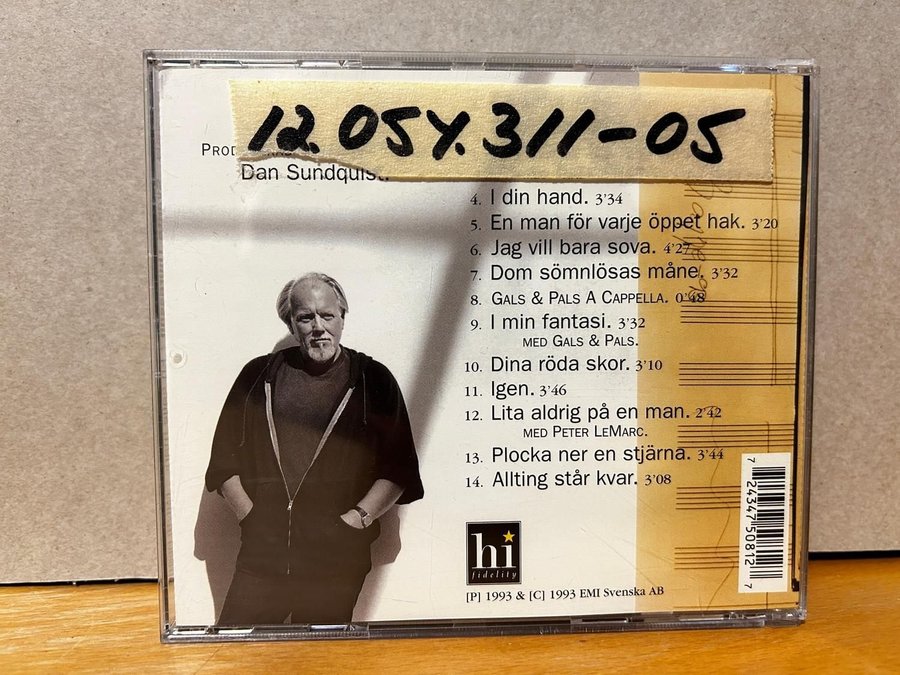 12.05Y.311-05
PROD
Dan Sundquist.
4. I din hand. 3'34
5. En man för varje öppet hak. 3'20
6. Jag vill bara sova. 4'27
7. Dom sömnlösas måne. 3'32
8. GALS & PALS A CAPPELLA. 0'48
9. I min fantasi. 3'32
MED GALS & PALS.
10. Dina röda skor. 3'10
11. Igen. 3'46
12. Lita aldrig på en man. 2'42
MED PETER LEMARC.
13. Plocka ner en stjärna. 3'44
14. Allting står kvar. 3'08
hi
fidelity
[P] 1993 & [C] 1993 EMI Svenska AB
7 24347 50812 7